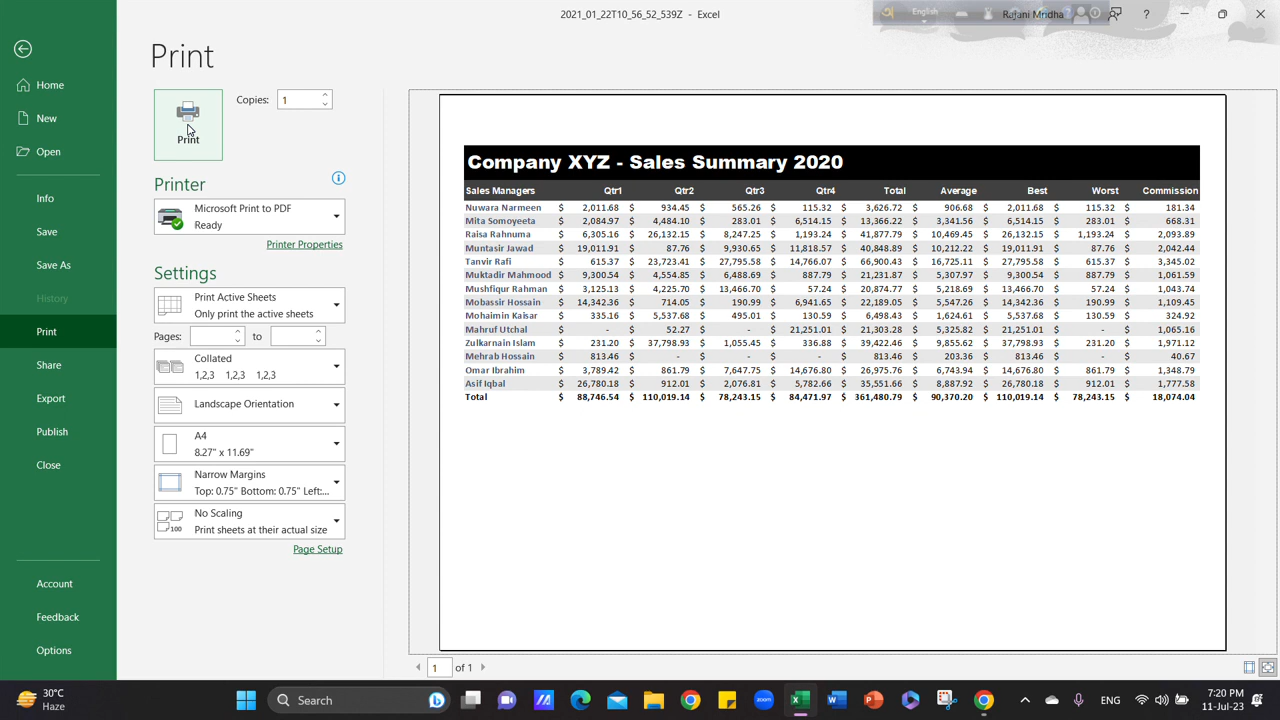 2021_01_22T10_56_52_539Z - Excel
English
Rajani Mridha
?
Print
Home
New
Open
Info
Save
Save As
History
Print
Share
Export
Publish
Close
Account
Feedback
Options
Print
Copies: 1
Printer
Microsoft Print to PDF
Ready
Printer Properties
Settings
Print Active Sheets
Only print the active sheets
Pages: to
Collated
1,2,3 1,2,3 1,2,3
Landscape Orientation
A4
8.27" x 11.69"
Narrow Margins
Top: 0.75" Bottom: 0.75" Left:...
No Scaling
100 Print sheets at their actual size
Page Setup
Company XYZ - Sales Summary 2020
Sales Managers Qtr1 Qtr2 Qtr3 Qtr4 Total Average Best Worst Commission
Nuwara Narmeen $ 2,011.68 $ 934.45 $ 565.26 $ 115.32 $ 3,626.72 $ 906.68 $ 2,011.68 $ 115.32 $ 181.34
Mita Somoyeeta $ 2,084.97 $ 4,484.10 $ 283.01 $ 6,514.15 $ 13,366.22 $ 3,341.56 $ 6,514.15 $ 283.01 $ 668.31
Raisa Rahnuma $ 6,305.16 $ 26,132.15 $ 8,247.25 $ 1,193.24 $ 41,877.79 $ 10,469.45 $ 26,132.15 $ 1,193.24 $ 2,093.89
Muntasir Jawad $ 19,011.91 $ 87.76 $ 9,930.65 $ 11,818.57 $ 40,848.89 $ 10,212.22 $ 19,011.91 $ 87.76 $ 2,042.44
Tanvir Rafi $ 615.37 $ 23,723.41 $ 27,795.58 $ 14,766.07 $ 66,900.43 $ 16,725.11 $ 27,795.58 $ 615.37 $ 3,345.02
Muktadir Mahmood $ 9,300.54 $ 4,554.85 $ 6,488.69 $ 887.79 $ 21,231.87 $ 5,307.97 $ 9,300.54 $ 887.79 $ 1,061.59
Mushfiqur Rahman $ 3,125.13 $ 4,225.70 $ 13,466.70 $ 57.24 $ 20,874.77 $ 5,218.69 $ 13,466.70 $ 57.24 $ 1,043.74
Mobassir Hossain $ 14,342.36 $ 714.05 $ 190.99 $ 6,941.65 $ 22,189.05 $ 5,547.26 $ 14,342.36 $ 190.99 $ 1,109.45
Mohaimin Kaisar $ 335.16 $ 5,537.68 $ 495.01 $ 130.59 $ 6,498.43 $ 1,624.61 $ 5,537.68 $ 130.59 $ 324.92
Mahruf Utchal $ - $ 52.27 $ - $ 21,251.01 $ 21,303.28 $ 5,325.82 $ 21,251.01 $ - $ 1,065.16
Zulkarnain Islam $ 231.20 $ 37,798.93 $ 1,055.45 $ 336.88 $ 39,422.46 $ 9,855.62 $ 37,798.93 $ 231.20 $ 1,971.12
Mehrab Hossain $ 813.46 $ - $ - $ - $ 813.46 $ 203.36 $ 813.46 $ - $ 40.67
Omar Ibrahim $ 3,789.42 $ 861.79 $ 7,647.75 $ 14,676.80 $ 26,975.76 $ 6,743.94 $ 14,676.80 $ 861.79 $ 1,348.79
Asif Iqbal $ 26,780.18 $ 912.01 $ 2,076.81 $ 5,782.66 $ 35,551.66 $ 8,887.92 $ 26,780.18 $ 912.01 $ 1,777.58
Total $ 88,746.54 $ 110,019.14 $ 78,243.15 $ 84,471.97 $ 361,480.79 $ 90,370.20 $ 110,019.14 $ 78,243.15 $ 18,074.04
1 of 1
30°C
Haze
Search
zoom
ENG
7:20 PM
11-Jul-23